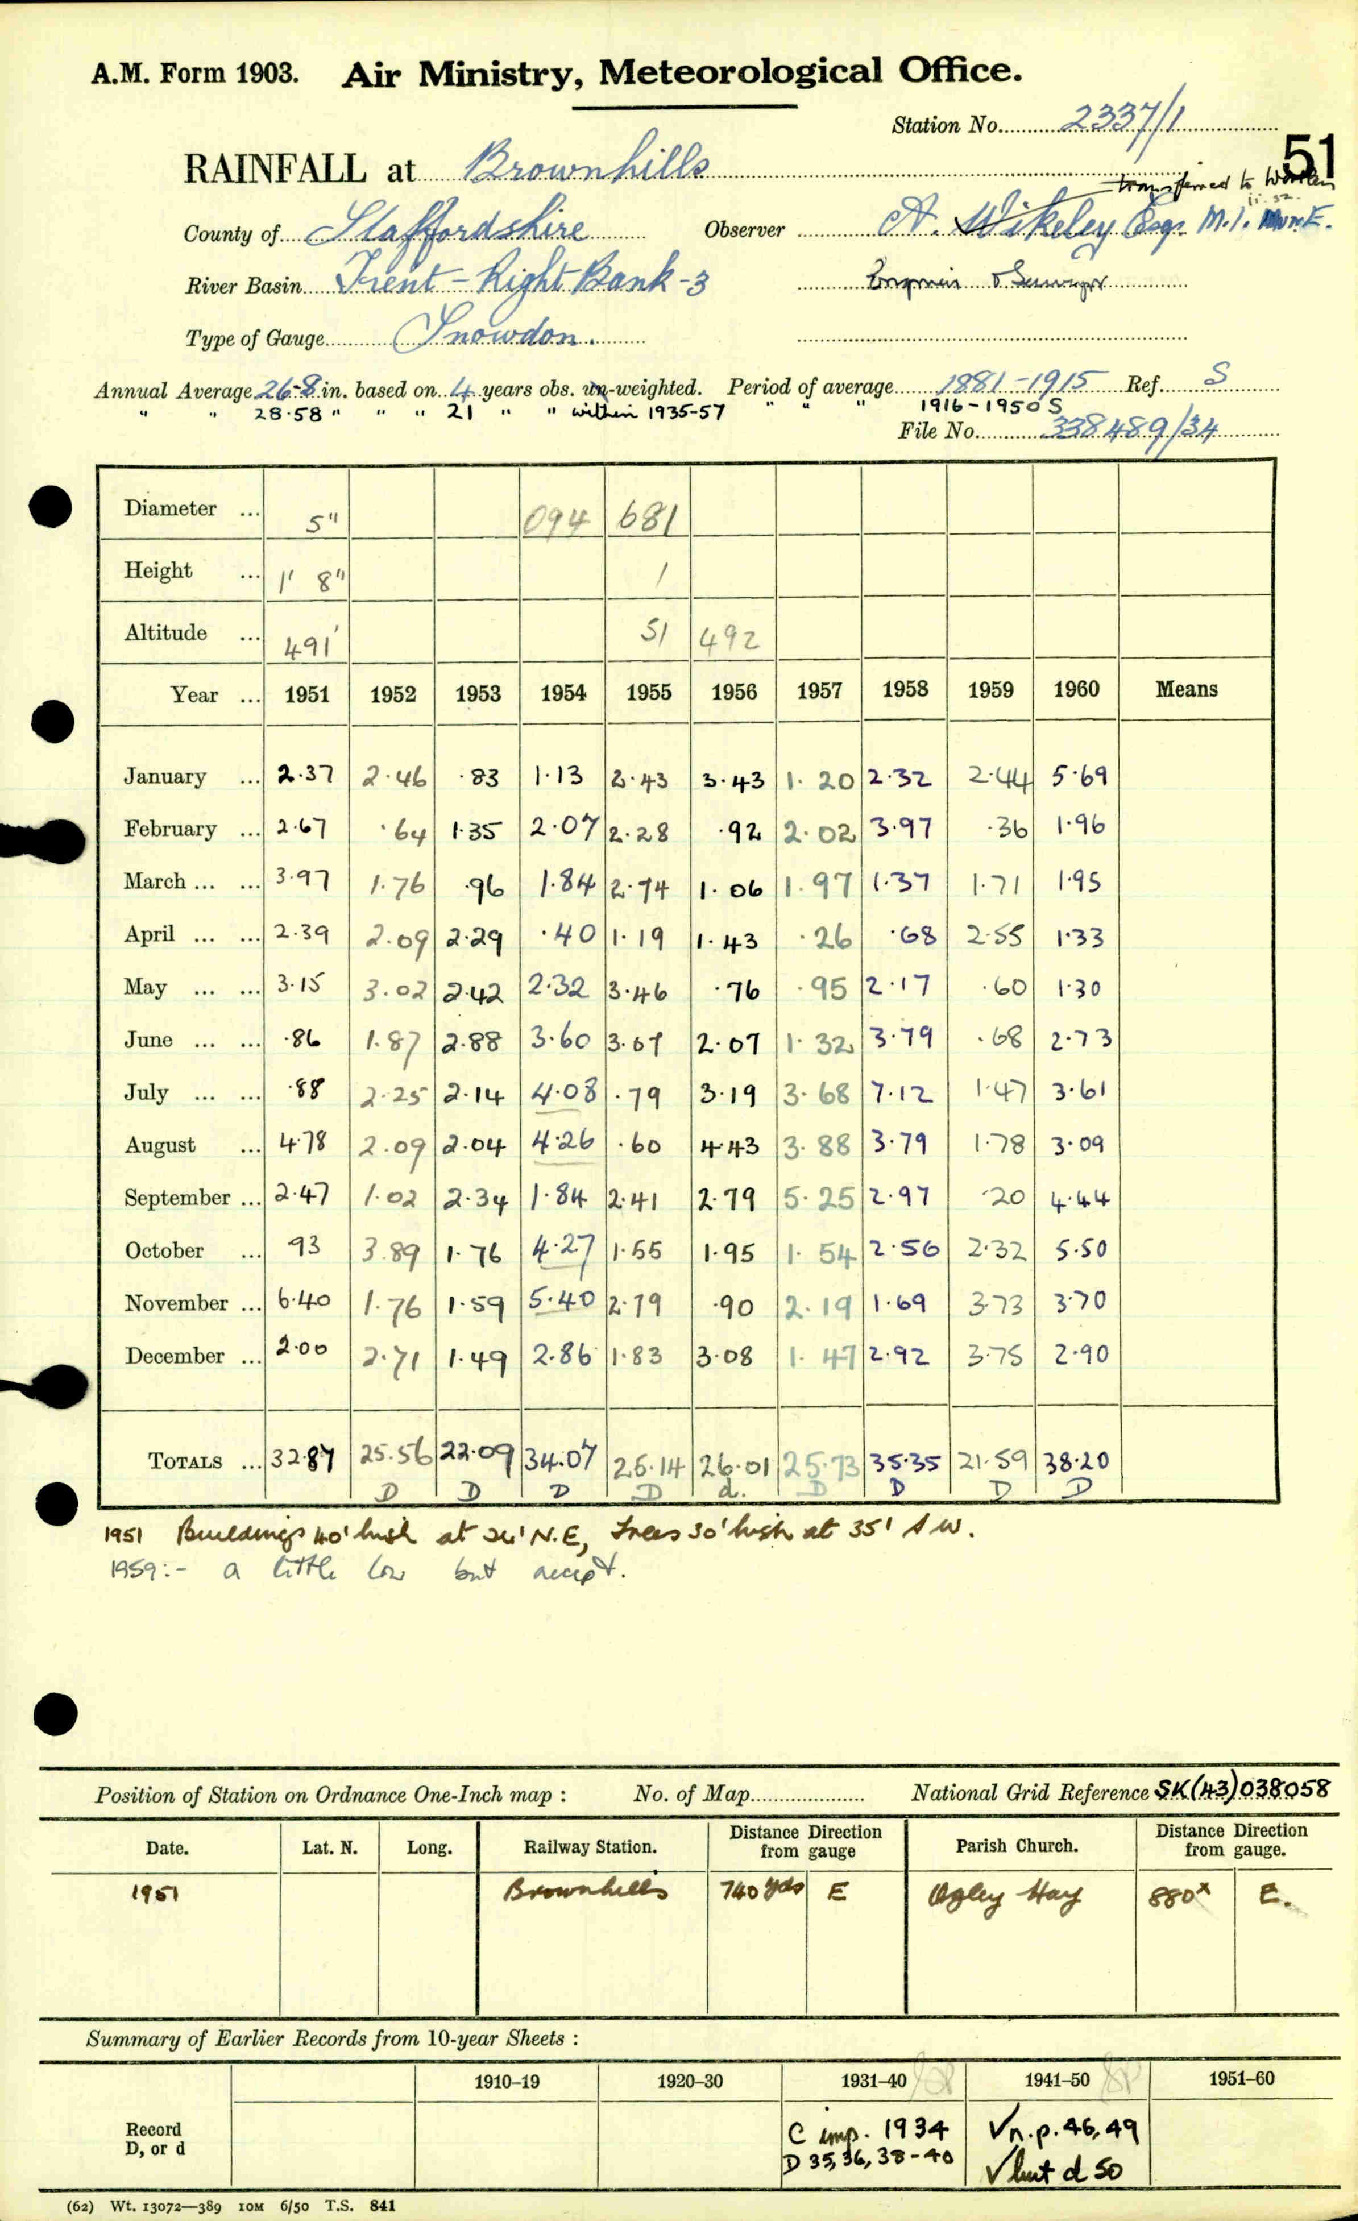 A.M. Form 1903. Air Ministry, Meteorological Office.
Station No. 2337/1
51
RAINFALL at Brownhills
transferred to
County of Staffordshire Observer A. Wikeley Esq. M.I. Mun.E.
River Basin Trent - Right Bank - 3 & Surveyor
Type of Gauge Snowdon.
Annual Average 26.8 in. based on 4 years obs. un-weighted. Period of average 1881-1915 Ref. S
" " 28.58 " " " 21 " " within 1935-57 " " " 1916-1950 S
File No. 338489/34
Diameter ... 5" 094 681
Height ... 1' 8" 1
Altitude ... 491' 51 492
Year ... 1951 1952 1953 1954 1955 1956 1957 1958 1959 1960 Means
January ... 2.37 2.46 .83 1.13 2.43 3.43 1.20 2.32 2.44 5.69
February ... 2.67 .64 1.35 2.07 2.28 .92 2.02 3.97 .36 1.96
March ... ... 3.97 1.76 .96 1.84 2.74 1.06 1.97 1.37 1.71 1.95
April ... ... 2.39 2.09 2.29 .40 1.19 1.43 .26 .68 2.55 1.33
May ... ... 3.15 3.02 2.42 2.32 3.46 .76 .95 2.17 .60 1.30
June ... ... .86 1.87 2.88 3.60 3.07 2.07 1.32 3.79 .68 2.73
July ... ... .88 2.25 2.14 4.08 .79 3.19 3.68 7.12 1.47 3.61
August ... 4.78 2.09 2.04 4.26 .60 4.43 3.88 3.79 1.78 3.09
September ... 2.47 1.02 2.34 1.84 2.41 2.79 5.25 2.97 .20 4.44
October ... 93 3.89 1.76 4.27 1.55 1.95 1.54 2.56 2.32 5.50
November ... 6.40 1.76 1.59 5.40 2.79 .90 2.19 1.69 3.73 3.70
December ... 2.00 2.71 1.49 2.86 1.83 3.08 1.47 2.92 3.75 2.90
TOTALS ... 32.87 25.56 22.09 34.07 25.14 26.01 25.73 35.35 21.59 38.20
D D D D d. D D D D
1951 Buildings 40' high at 24' N.E, Trees 30' high at 35' S W.
1959:- a little low but accept.
Position of Station on Ordnance One-Inch map : No. of Map National Grid Reference SK(43)038058
Date. Lat. N. Long. Railway Station. Distance from Direction gauge Parish Church. Distance from Direction gauge.
1951 Brownhills 740 yds E Ogley Hay 880x E.
Summary of Earlier Records from 10-year Sheets :
1910-19 1920-30 1931-40 1941-50 1951-60
Record D, or d
C imp. 1934 √n.p. 46,49
D 35,36,38-40 √but d 50
(62) Wt. 13072—389 10M 6/50 T.S. 841